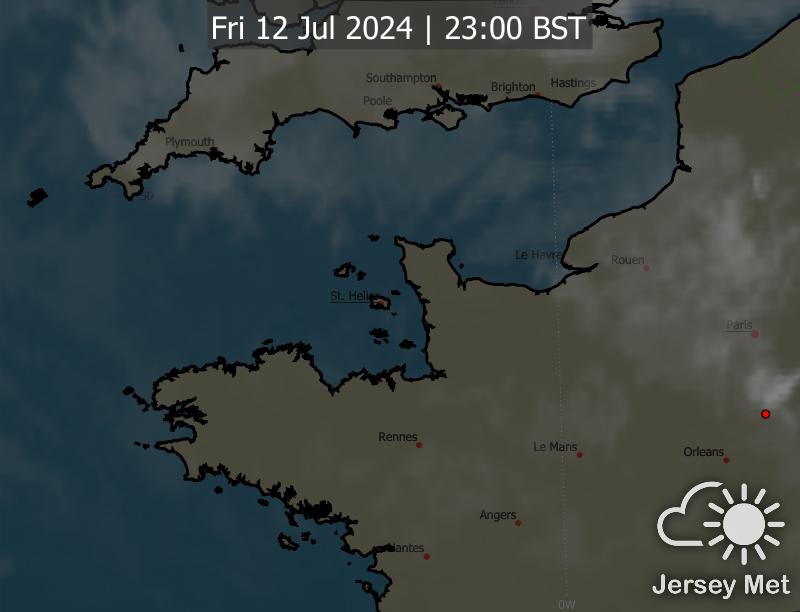 Fri 12 Jul 2024 | 23:00 BST
Southampton
Brighton
Hastings
Poole
Plymouth
50
Le Havre
Rouen
St. Helier
Paris
Rennes
Le Mans
Orleans
Angers
Nantes
Jersey Met
0W